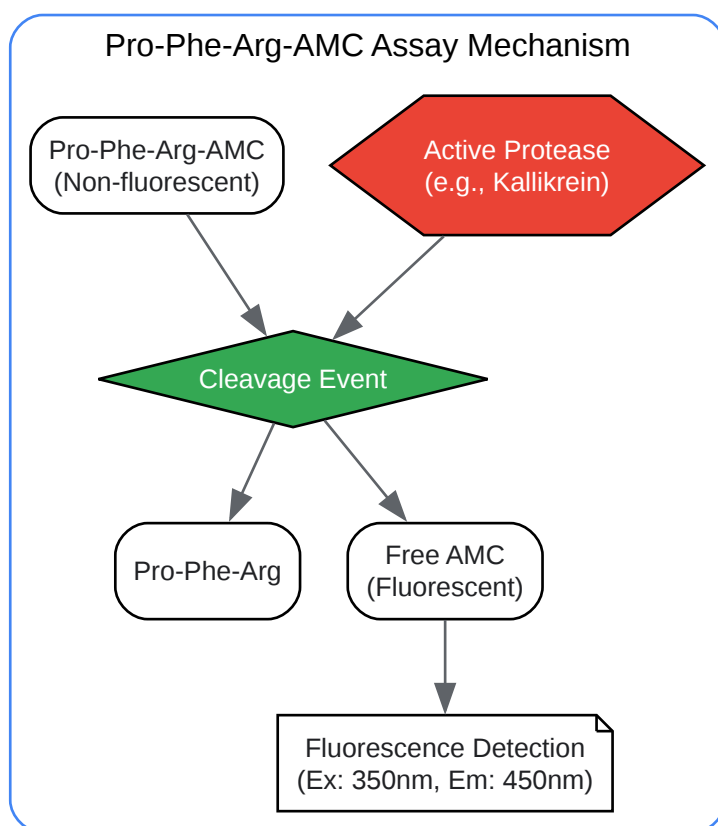 Pro-Phe-Arg-AMC Assay Mechanism
Pro-Phe-Arg-AMC
(Non-fluorescent)
Active Protease
(e.g., Kallikrein)
Cleavage Event
Pro-Phe-Arg
Free AMC
(Fluorescent)
Fluorescence Detection
(Ex: 350nm, Em: 450nm)